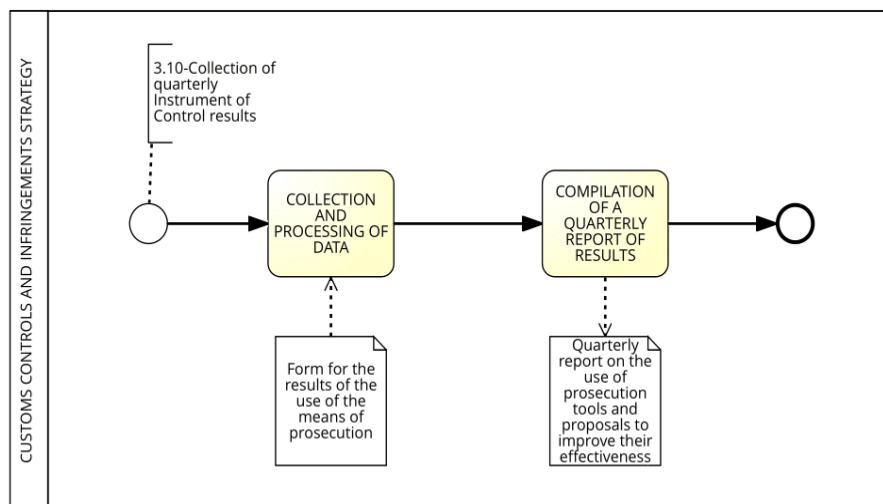 CUSTOMS CONTROLS AND INFRINGEMENTS STRATEGY
3.10-Collection of
quarterly
Instrument of
Control results
COLLECTION
AND
PROCESSING OF
DATA
COMPILATION
OF A
QUARTERLY
REPORT OF
RESULTS
Form for the
results of the
use of the
means of
prosecution
Quarterly
report on the
use of
prosecution
tools and
proposals to
improve their
effectiveness